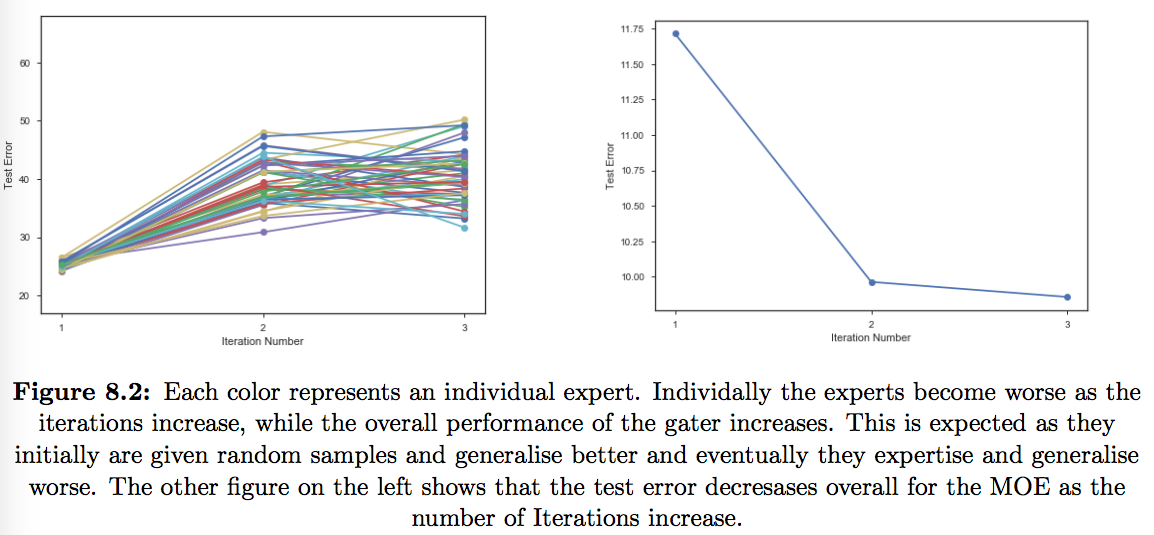 60
50
40
30
20
Test Error
1
2
3
Iteration Number
11.75
11.50
11.25
11.00
10.75
10.50
10.25
10.00
Test Error
1
2
3
Iteration Number
Figure 8.2: Each color represents an individual expert. Individally the experts become worse as the
iterations increase, while the overall performance of the gater increases. This is expected as they
initially are given random samples and generalise better and eventually they expertise and generalise
worse. The other figure on the left shows that the test error decresases overall for the MOE as the
number of Iterations increase.